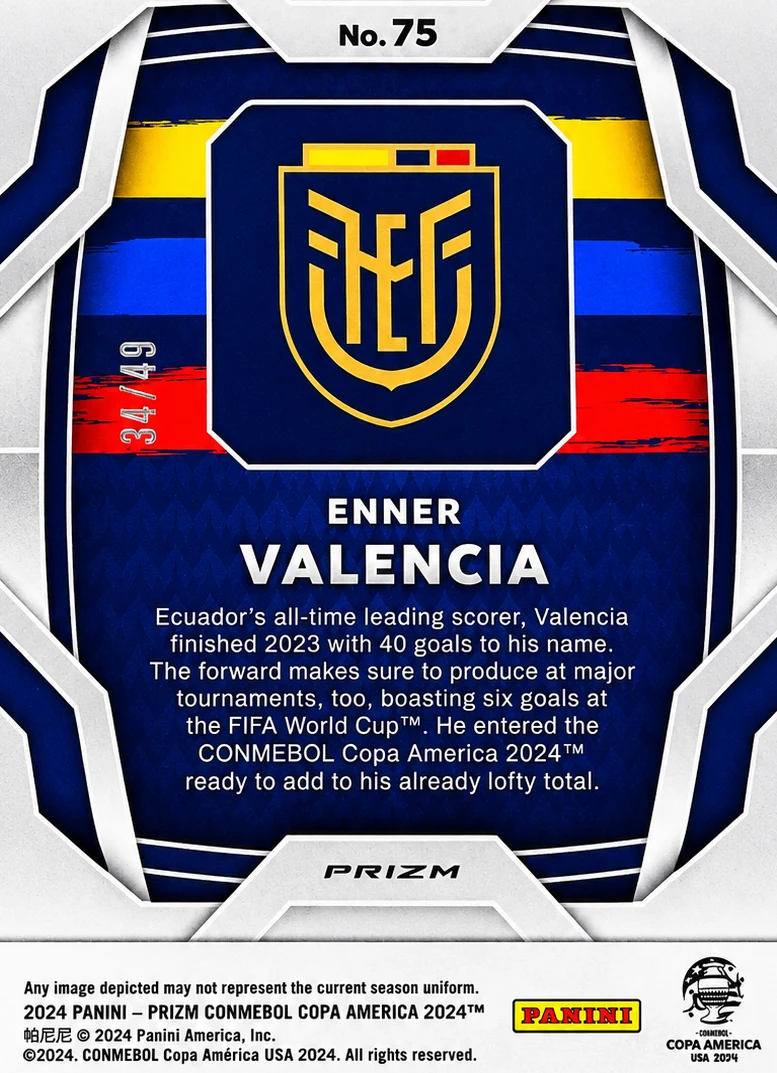 No. 75
FEF
34/49
ENNER
VALENCIA
Ecuador's all-time leading scorer, Valencia
finished 2023 with 40 goals to his name.
The forward makes sure to produce at major
tournaments, too, boasting six goals at
the FIFA World Cup™. He entered the
CONMEBOL Copa America 2024™
ready to add to his already lofty total.
PRIZM
Any image depicted may not represent the current season uniform.
2024 PANINI – PRIZM CONMEBOL COPA AMERICA 2024™
帕尼尼 © 2024 Panini America, Inc.
©2024. CONMEBOL Copa América USA 2024. All rights reserved.
PANINI
-CONMEBOL-
COPA AMERICA
USA 2024